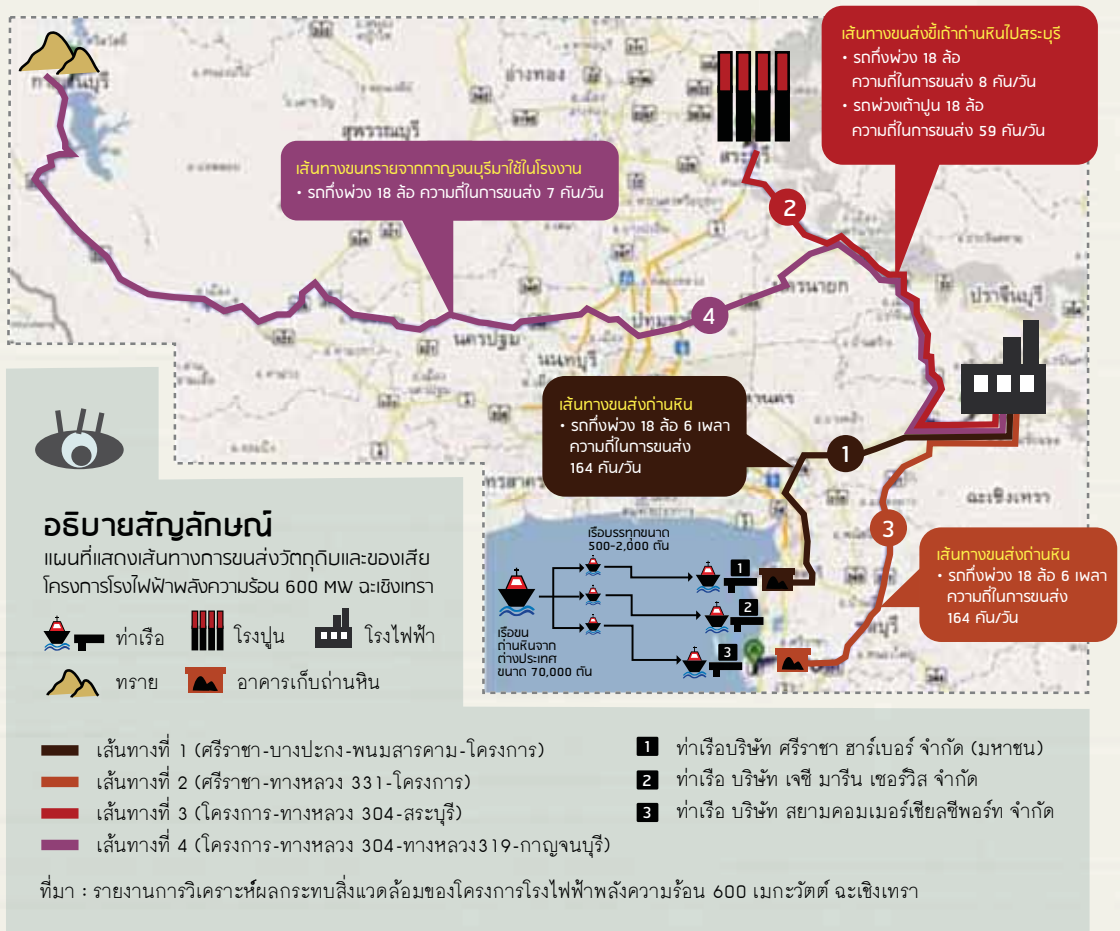 เส้นทางขนส่งขี้เถ้าถ่านหินไปสระบุรี
• รถกึ่งพ่วง 18 ล้อ
ความถี่ในการขนส่ง 8 คัน/วัน
• รถพ่วงเต้าปูน 18 ล้อ
ความถี่ในการขนส่ง 59 คัน/วัน
กาญจนบุรี
อ่างทอง
สุพรรณบุรี
สระบุรี
เส้นทางขนทรายจากกาญจนบุรีมาใช้ในโรงงาน
• รถกึ่งพ่วง 18 ล้อ ความถี่ในการขนส่ง 7 คัน/วัน
2
ปราจีนบุรี
4
นครปฐม
นนทบุรี
เส้นทางขนส่งถ่านหิน
• รถกึ่งพ่วง 18 ล้อ 6 เพลา
ความถี่ในการขนส่ง
164 คัน/วัน
1
ฉะเชิงเทรา
3
เส้นทางขนส่งถ่านหิน
• รถกึ่งพ่วง 18 ล้อ 6 เพลา
ความถี่ในการขนส่ง
164 คัน/วัน
เรือบรรทุกขนาด
500-2,000 ตัน
1
2
3
เรือขน
ถ่านหินจาก
ต่างประเทศ
ขนาด 70,000 ตัน
อธิบายสัญลักษณ์
แผนที่แสดงเส้นทางการขนส่งวัตถุดิบและของเสีย
โครงการโรงไฟฟ้าพลังความร้อน 600 MW ฉะเชิงเทรา
ท่าเรือ โรงปูน โรงไฟฟ้า
ทราย อาคารเก็บถ่านหิน
เส้นทางที่ 1 (ศรีราชา-บางปะกง-พนมสารคาม-โครงการ)
เส้นทางที่ 2 (ศรีราชา-ทางหลวง 331-โครงการ)
เส้นทางที่ 3 (โครงการ-ทางหลวง 304-สระบุรี)
เส้นทางที่ 4 (โครงการ-ทางหลวง 304-ทางหลวง319-กาญจนบุรี)
1 ท่าเรือบริษัท ศรีราชา ฮาร์เบอร์ จำกัด (มหาชน)
2 ท่าเรือ บริษัท เจซี มารีน เซอร์วิส จำกัด
3 ท่าเรือ บริษัท สยามคอมเมอร์เชียลซีพอร์ท จำกัด
ที่มา : รายงานการวิเคราะห์ผลกระทบสิ่งแวดล้อมของโครงการโรงไฟฟ้าพลังความร้อน 600 เมกะวัตต์ ฉะเชิงเทรา